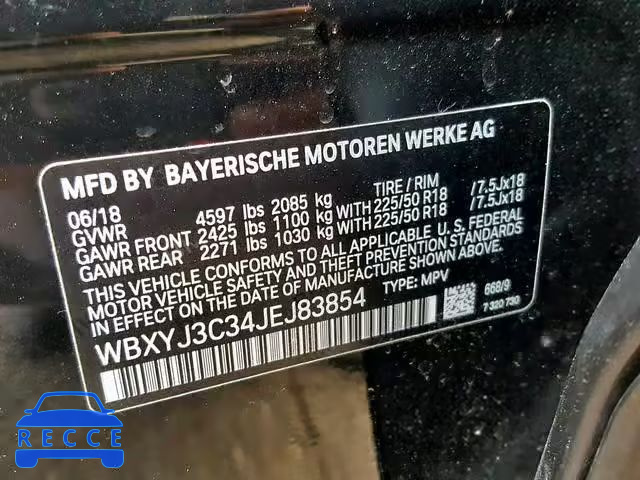 MFD BY BAYERISCHE MOTOREN WERKE AG
06/18 TIRE / RIM
GVWR 4597 lbs 2085 kg
GAWR FRONT 2425 lbs 1100 kg WITH 225/50 R18 /7.5Jx18
GAWR REAR 2271 lbs 1030 kg WITH 225/50 R18 /7.5Jx18
THIS VEHICLE CONFORMS TO ALL APPLICABLE U. S. FEDERAL
MOTOR VEHICLE SAFETY AND THEFT PREVENTION STANDARDS
IN EFFECT ON THE DATE OF MANUFACTURE SHOWN ABOVE.
WBXYJ3C34JEJ83854 TYPE: MPV
668/9
7 320 730
RECCE